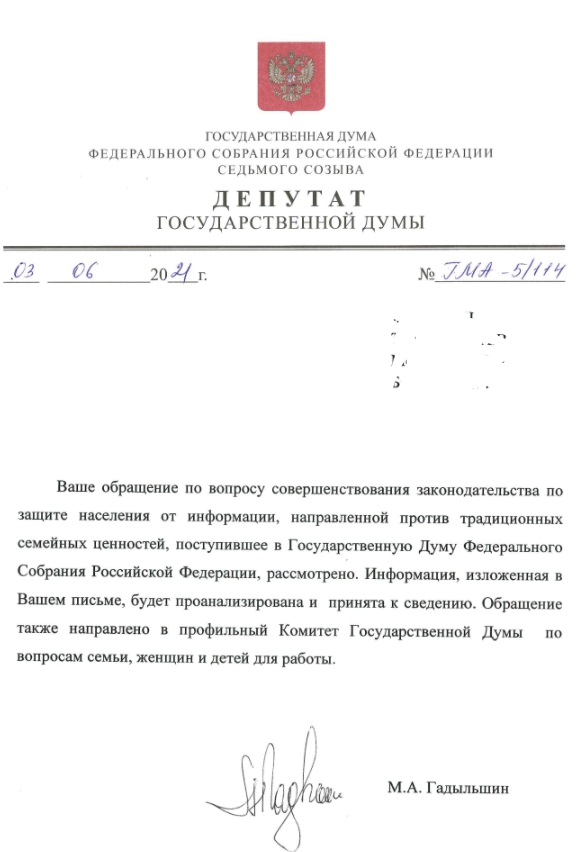 ГОСУДАРСТВЕННАЯ ДУМА
ФЕДЕРАЛЬНОГО СОБРАНИЯ РОССИЙСКОЙ ФЕДЕРАЦИИ
СЕДЬМОГО СОЗЫВА
ДЕПУТАТ
ГОСУДАРСТВЕННОЙ ДУМЫ
03 06 2021 г. № ГМА-5/114
Ваше обращение по вопросу совершенствования законодательства по
защите населения от информации, направленной против традиционных
семейных ценностей, поступившее в Государственную Думу Федерального
Собрания Российской Федерации, рассмотрено. Информация, изложенная в
Вашем письме, будет проанализирована и принята к сведению. Обращение
также направлено в профильный Комитет Государственной Думы по
вопросам семьи, женщин и детей для работы.
М.А. Гадыльшин